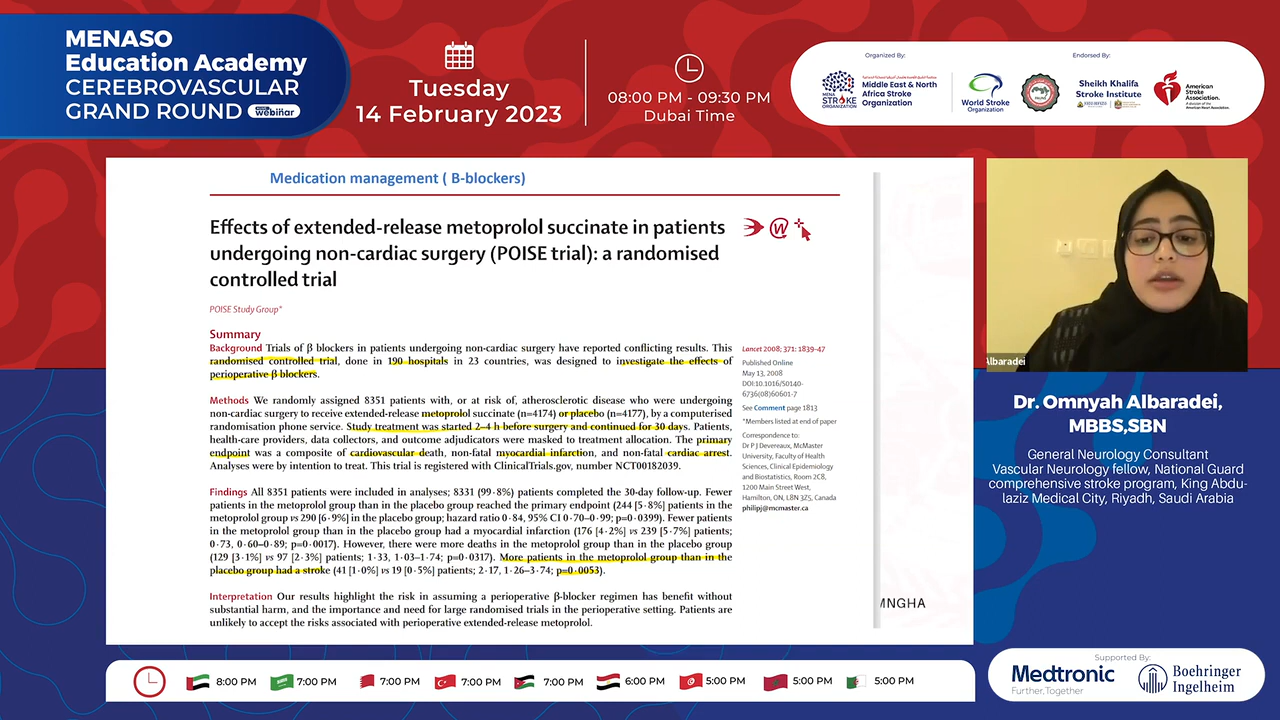 MENASO
Education Academy
CEREBROVASCULAR
GRAND ROUND
webinar
Tuesday
14 February 2023
08:00 PM - 09:30 PM
Dubai Time
Organized By:
Endorsed By:
MENA
STROKE
ORGANIZATION
Middle East & North
Africa Stroke
Organization
World Stroke
Organization
Sheikh Khalifa
Stroke Institute
American
Stroke
Association.
Medication management ( B-blockers)
Effects of extended-release metoprolol succinate in patients
undergoing non-cardiac surgery (POISE trial): a randomised
controlled trial
POISE Study Group*
Summary
Background Trials of β blockers in patients undergoing non-cardiac surgery have reported conflicting results. This
randomised controlled trial, done in 190 hospitals in 23 countries, was designed to investigate the effects of
perioperative β blockers.
Methods We randomly assigned 8351 patients with, or at risk of, atherosclerotic disease who were undergoing
non-cardiac surgery to receive extended-release metoprolol succinate (n=4174) or placebo (n=4177), by a computerised
randomisation phone service. Study treatment was started 2–4 h before surgery and continued for 30 days. Patients,
health-care providers, data collectors, and outcome adjudicators were masked to treatment allocation. The primary
endpoint was a composite of cardiovascular death, non-fatal myocardial infarction, and non-fatal cardiac arrest.
Analyses were by intention to treat. This trial is registered with ClinicalTrials.gov, number NCT00182039.
Findings All 8351 patients were included in analyses; 8331 (99·8%) patients completed the 30-day follow-up. Fewer
patients in the metoprolol group than in the placebo group reached the primary endpoint (244 [5·8%] patients in the
metoprolol group vs 290 [6·9%] in the placebo group; hazard ratio 0·84, 95% CI 0·70–0·99; p=0·0399). Fewer patients
in the metoprolol group than in the placebo group had a myocardial infarction (176 [4·2%] vs 239 [5·7%] patients;
0·73, 0·60–0·89; p=0·0017). However, there were more deaths in the metoprolol group than in the placebo group
(129 [3·1%] vs 97 [2·3%] patients; 1·33, 1·03–1·74; p=0·0317). More patients in the metoprolol group than in the
placebo group had a stroke (41 [1·0%] vs 19 [0·5%] patients; 2·17, 1·26–3·74; p=0·0053).
Interpretation Our results highlight the risk in assuming a perioperative β-blocker regimen has benefit without
substantial harm, and the importance and need for large randomised trials in the perioperative setting. Patients are
unlikely to accept the risks associated with perioperative extended-release metoprolol.
Lancet 2008; 371: 1839–47
Published Online
May 13, 2008
DOI:10.1016/S0140-
6736(08)60601-7
See Comment page 1813
*Members listed at end of paper
Correspondence to:
Dr P J Devereaux, McMaster
University, Faculty of Health
Sciences, Clinical Epidemiology
and Biostatistics, Room 2C8,
1200 Main Street West,
Hamilton, ON, L8N 3Z5, Canada
philipj@mcmaster.ca
MNGHA
Albaradei
Dr. Omnyah Albaradei,
MBBS,SBN
General Neurology Consultant
Vascular Neurology fellow, National Guard
comprehensive stroke program, King Abdu-
laziz Medical City, Riyadh, Saudi Arabia
8:00 PM
7:00 PM
7:00 PM
7:00 PM
7:00 PM
6:00 PM
5:00 PM
5:00 PM
5:00 PM
Supported By:
Medtronic
Further, Together
Boehringer
Ingelheim